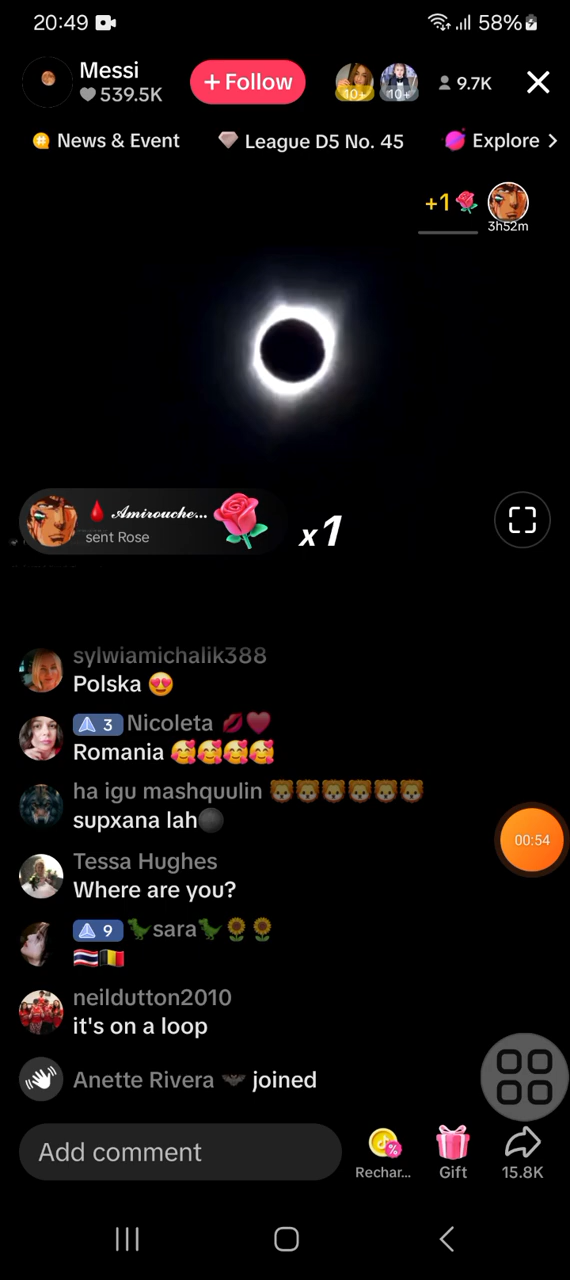 20:49
58%
Messi
539.5K
+ Follow
10+
10+
9.7K
News & Event
League D5 No. 45
Explore
+1
3h52m
Amirouche...
sent Rose
x1
sylwiamichalik388
Polska 😍
3 Nicoleta 💋💗
Romania 🥰🥰🥰🥰
ha igu mashquulin 🐯🐯🐯🐯🐯🐯
supxana lah🌑
00:54
Tessa Hughes
Where are you?
9 🦖sara🦖🌻🌻
🇹🇭🇧🇪
neildutton2010
it's on a loop
Anette Rivera 🦇 joined
Add comment
Rechar...
Gift
15.8K